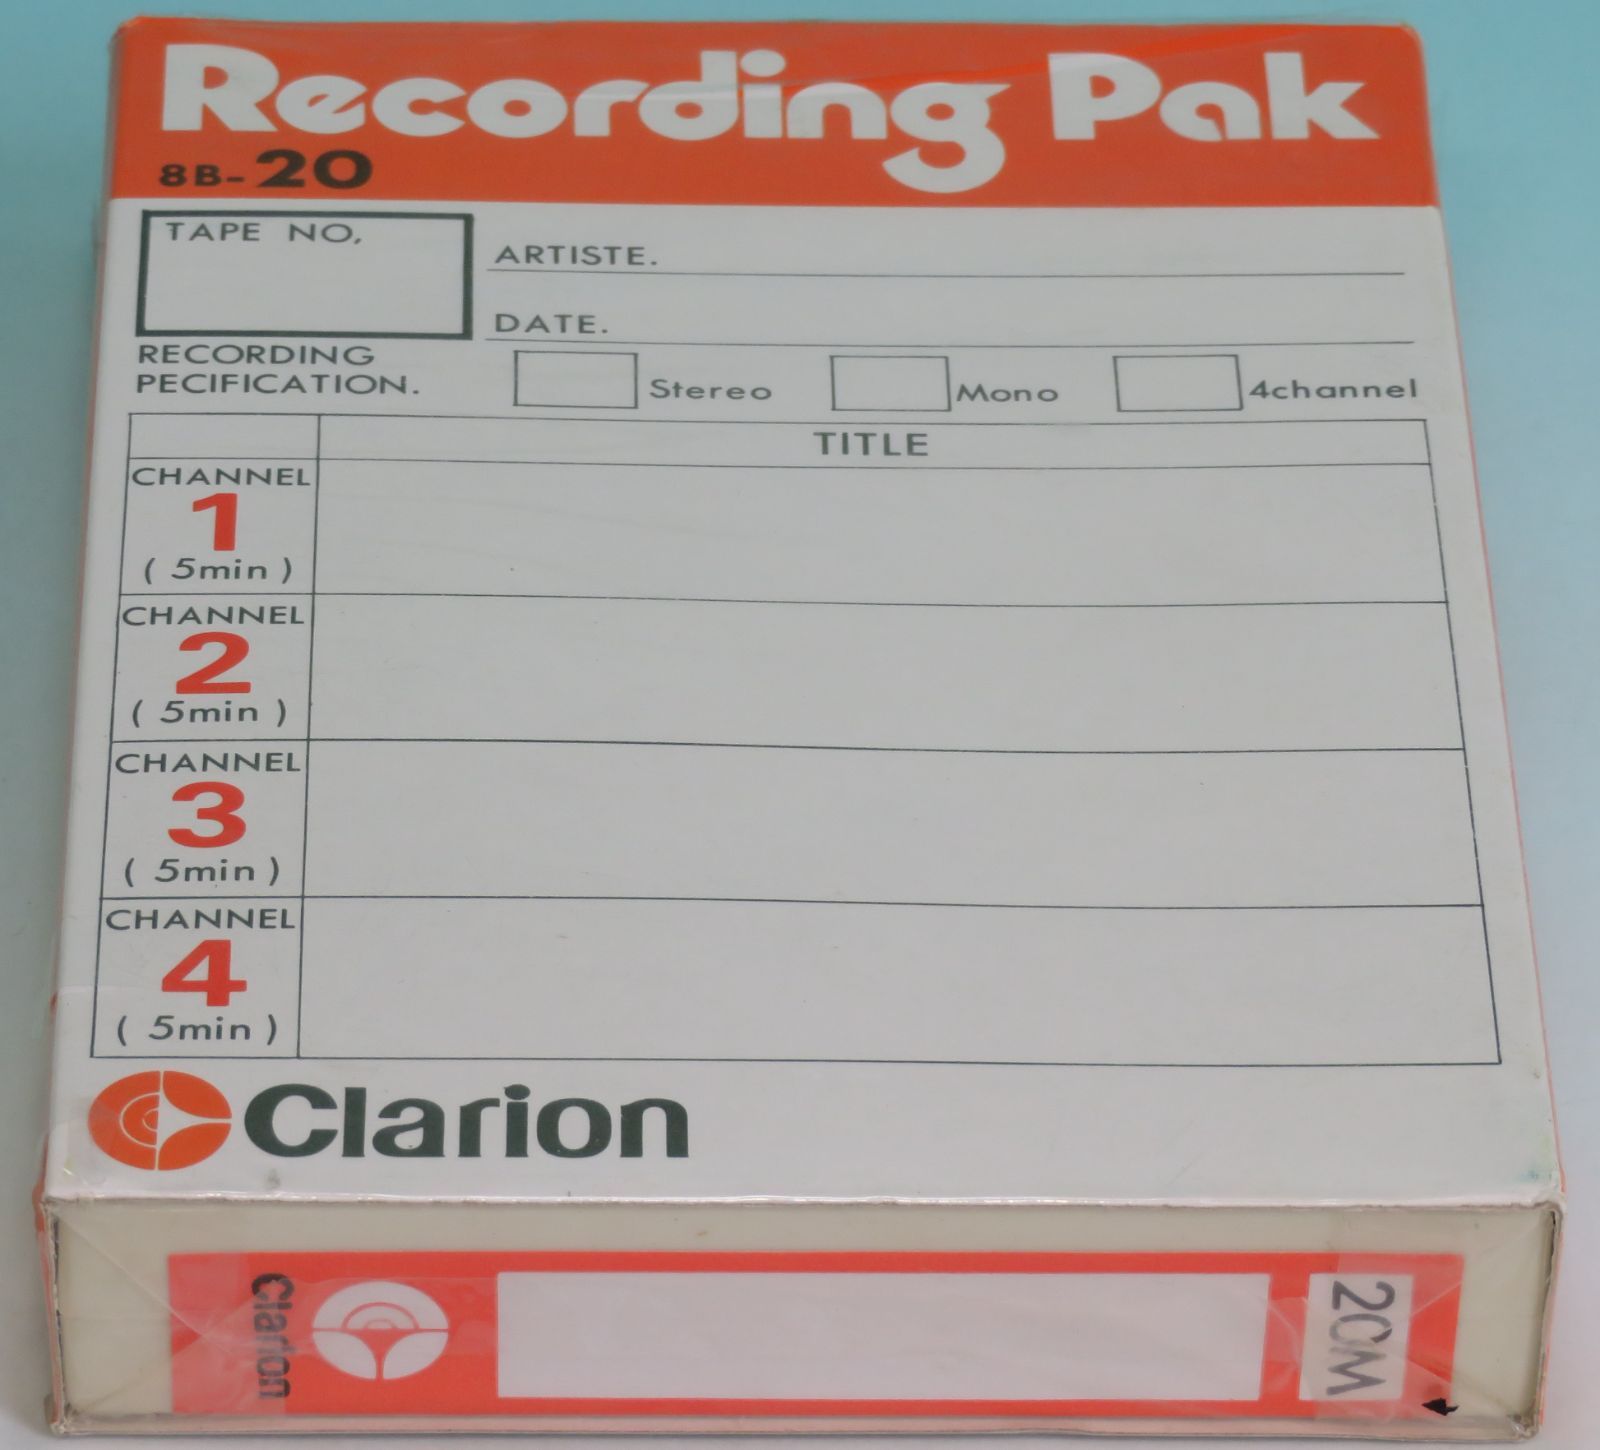 Recording Pak
8B-20
TAPE NO,
ARTISTE.
DATE.
RECORDING
PECIFICATION.
Stereo
Mono
4channel
TITLE
CHANNEL
1
( 5min )
CHANNEL
2
( 5min )
CHANNEL
3
( 5min )
CHANNEL
4
( 5min )
Clarion
Clarion
20M